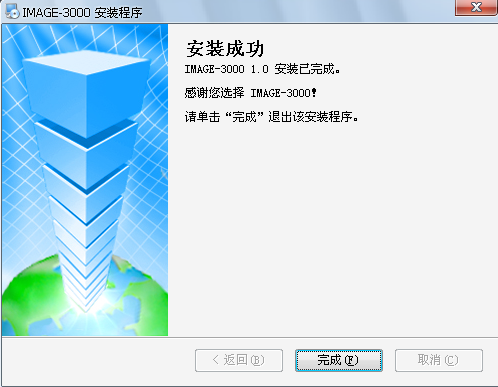 IMAGE-3000 安装程序
安装成功
IMAGE-3000 1.0 安装已完成。
感谢您选择 IMAGE-3000!
请单击“完成”退出该安装程序。
< 返回(B)
完成(F)
取消(C)